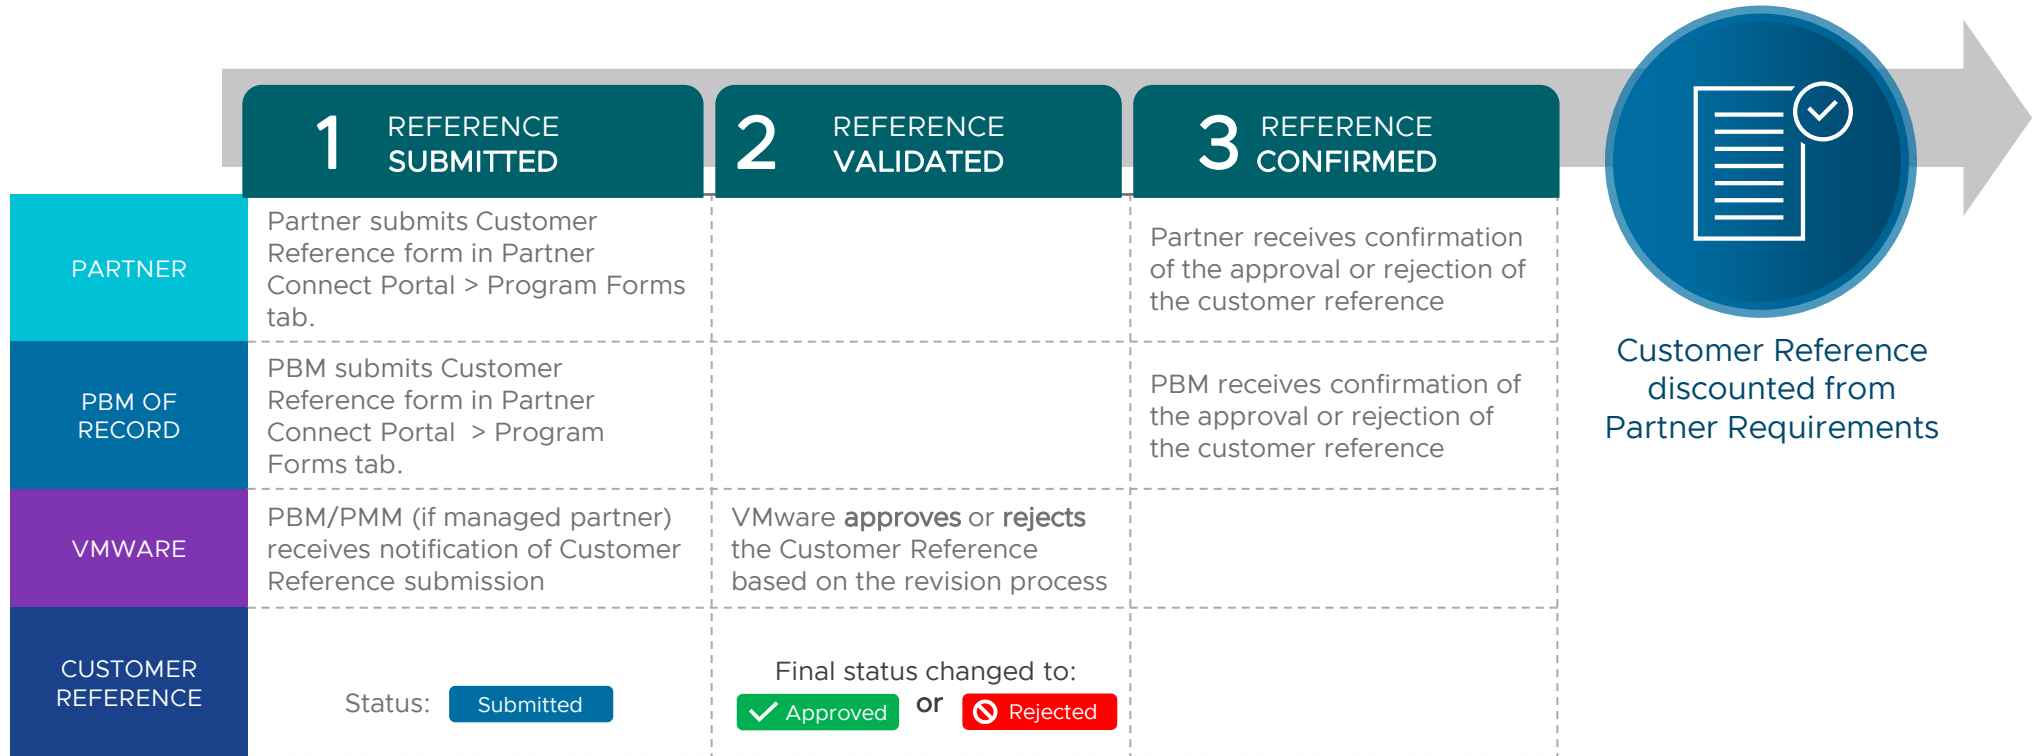 1 REFERENCE
SUBMITTED
2 REFERENCE
VALIDATED
3 REFERENCE
CONFIRMED
PARTNER
Partner submits Customer
Reference form in Partner
Connect Portal > Program Forms
tab.
Partner receives confirmation
of the approval or rejection of
the customer reference
PBM OF
RECORD
PBM submits Customer
Reference form in Partner
Connect Portal > Program
Forms tab.
PBM receives confirmation of
the approval or rejection of
the customer reference
Customer Reference
discounted from
Partner Requirements
VMWARE
PBM/PMM (if managed partner)
receives notification of Customer
Reference submission
VMware approves or rejects
the Customer Reference
based on the revision process
CUSTOMER
REFERENCE
Status: Submitted
Final status changed to:
Approved or Rejected